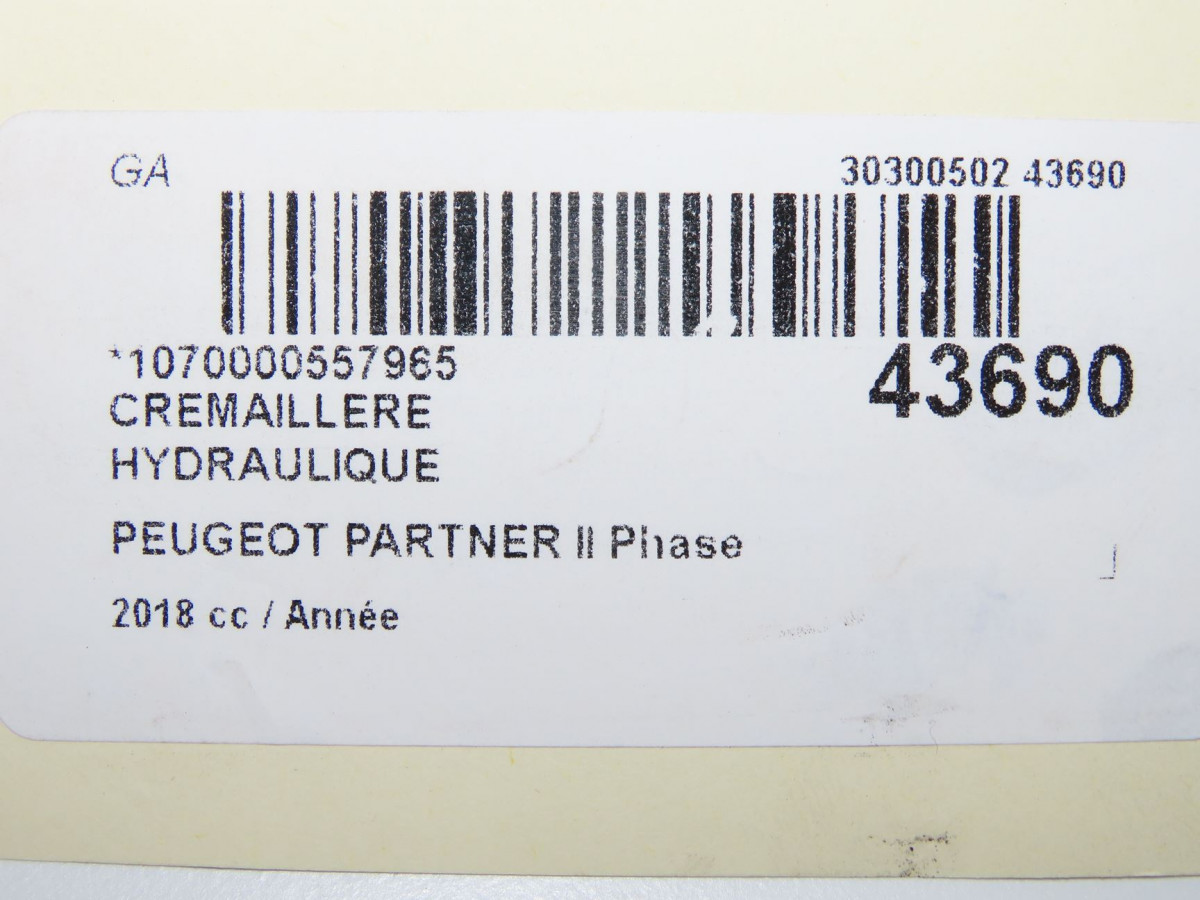 GA
30300502 43690
*1070000557965
43690
CREMAILLERE
HYDRAULIQUE
PEUGEOT PARTNER II Phase
2018 cc / Année